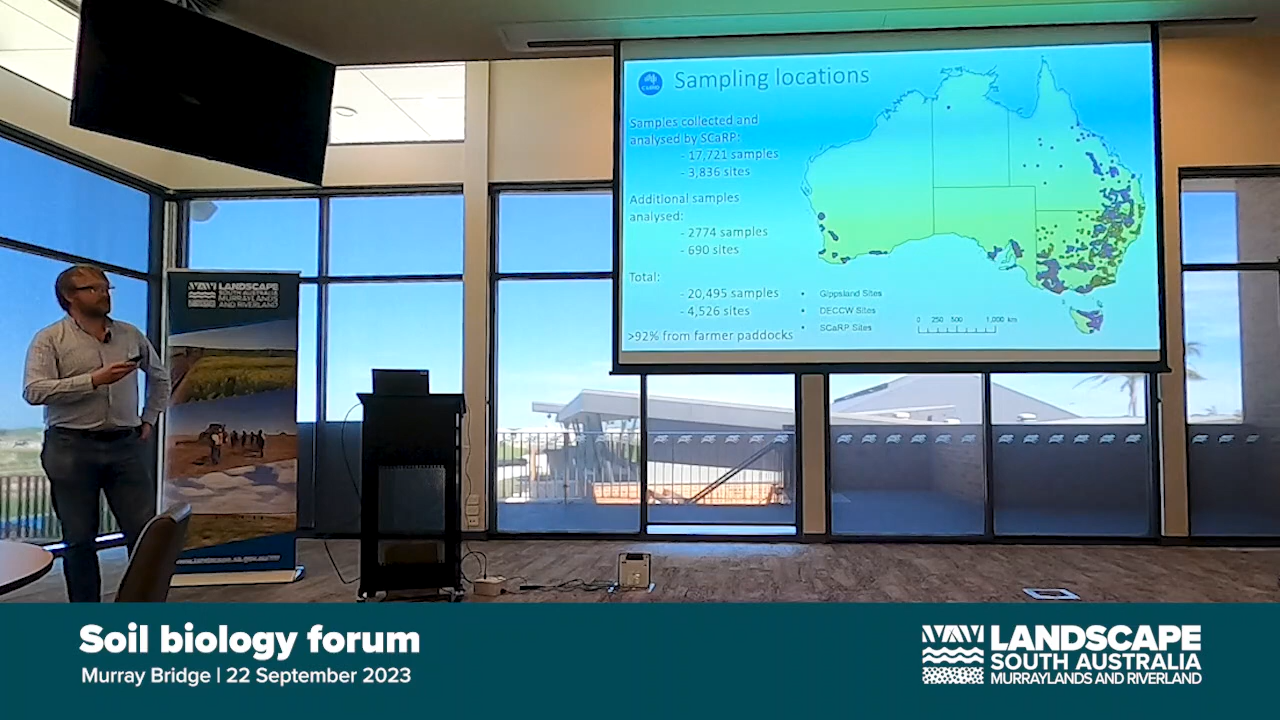 Sampling locations
CSIRO
Samples collected and
analysed by SCaRP:
- 17,721 samples
- 3,836 sites
Additional samples
analysed:
- 2774 samples
- 690 sites
Total:
- 20,495 samples
- 4,526 sites
>92% from farmer paddocks
• Gippsland Sites
• DECCW Sites
• SCaRP Sites
0 250 500 1,000 km
LANDSCAPE
SOUTH AUSTRALIA
MURRAYLANDS
AND RIVERLAND
Soil biology forum
Murray Bridge | 22 September 2023
LANDSCAPE
SOUTH AUSTRALIA
MURRAYLANDS AND RIVERLAND